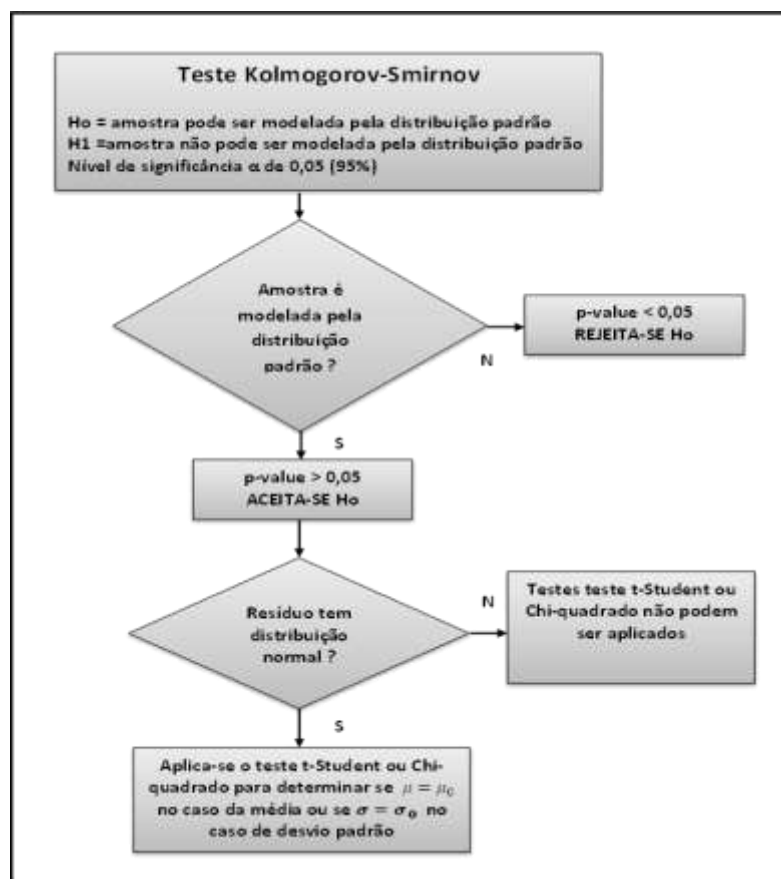 Teste Kolmogorov-Smirnov
Ho = amostra pode ser modelada pela distribuição padrão
H1 =amostra não pode ser modelada pela distribuição padrão
Nível de significância α de 0,05 (95%)
Amostra é
modelada pela
distribuição
padrão ?
N
p-value < 0,05
REJEITA-SE Ho
S
p-value > 0,05
ACEITA-SE Ho
Resíduo tem
distribuição
normal ?
N
Testes teste t-Student ou
Chi-quadrado não podem
ser aplicados
S
Aplica-se o teste t-Student ou Chi-
quadrado para determinar se μ = μ₀
no caso da média ou se σ = σ₀ no
caso de desvio padrão